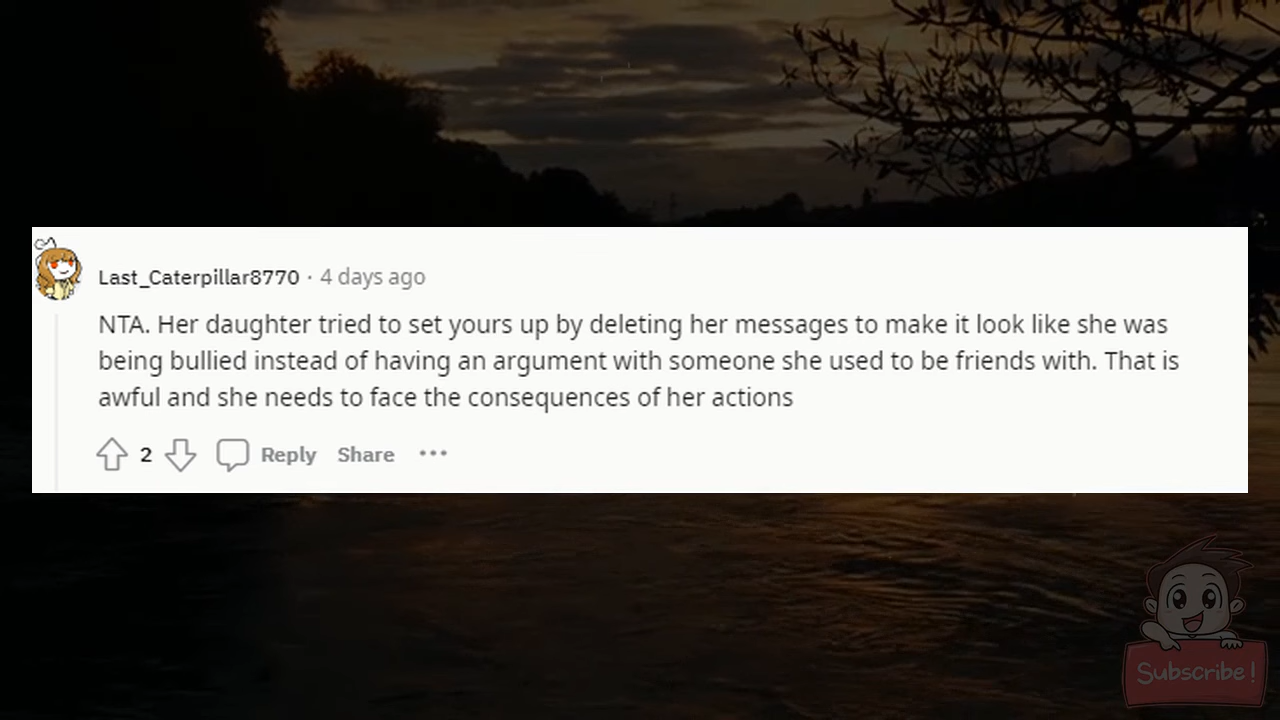 Last_Caterpillar8770 · 4 days ago
NTA. Her daughter tried to set yours up by deleting her messages to make it look like she was
being bullied instead of having an argument with someone she used to be friends with. That is
awful and she needs to face the consequences of her actions
2 Reply Share ···
Subscribe!